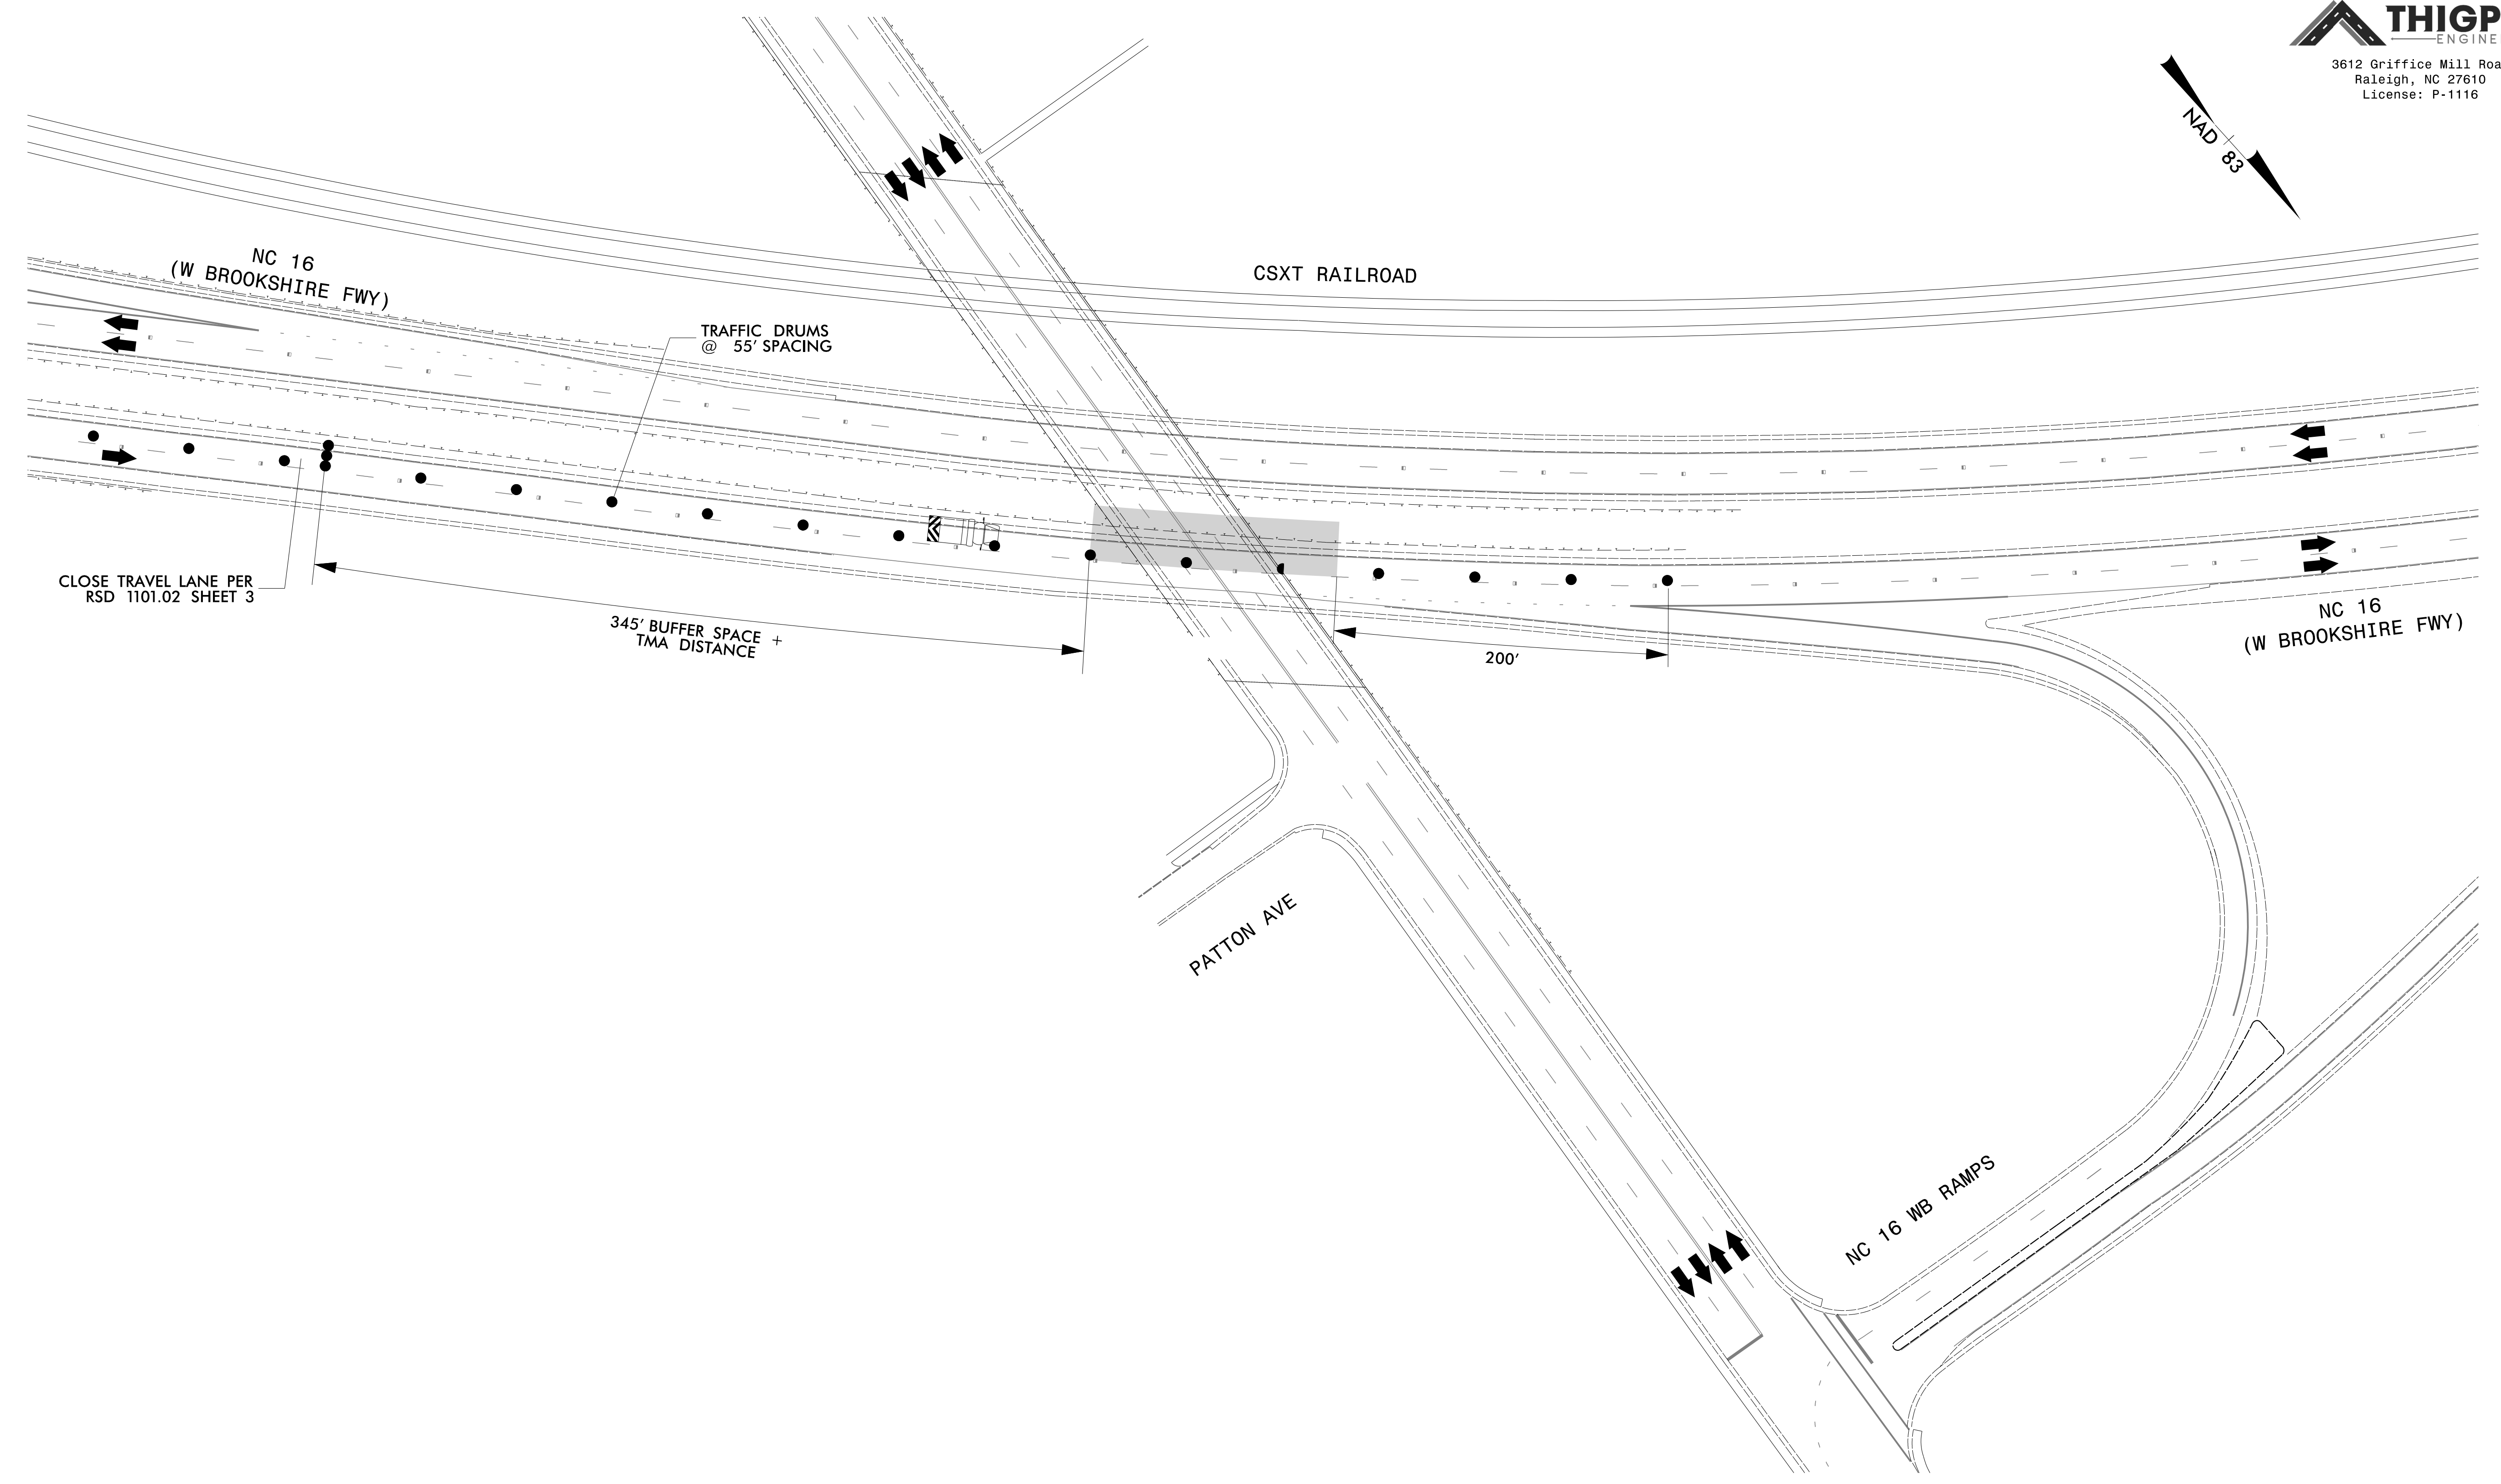 THIGP
ENGINE
3612 Griffice Mill Roa
Raleigh, NC 27610
License: P-1116
NAD 83
NC 16
(W BROOKSHIRE FWY)
CSXT RAILROAD
TRAFFIC DRUMS
@ 55' SPACING
CLOSE TRAVEL LANE PER
RSD 1101.02 SHEET 3
345' BUFFER SPACE +
TMA DISTANCE
200'
NC 16
(W BROOKSHIRE FWY)
PATTON AVE
NC 16 WB RAMPS